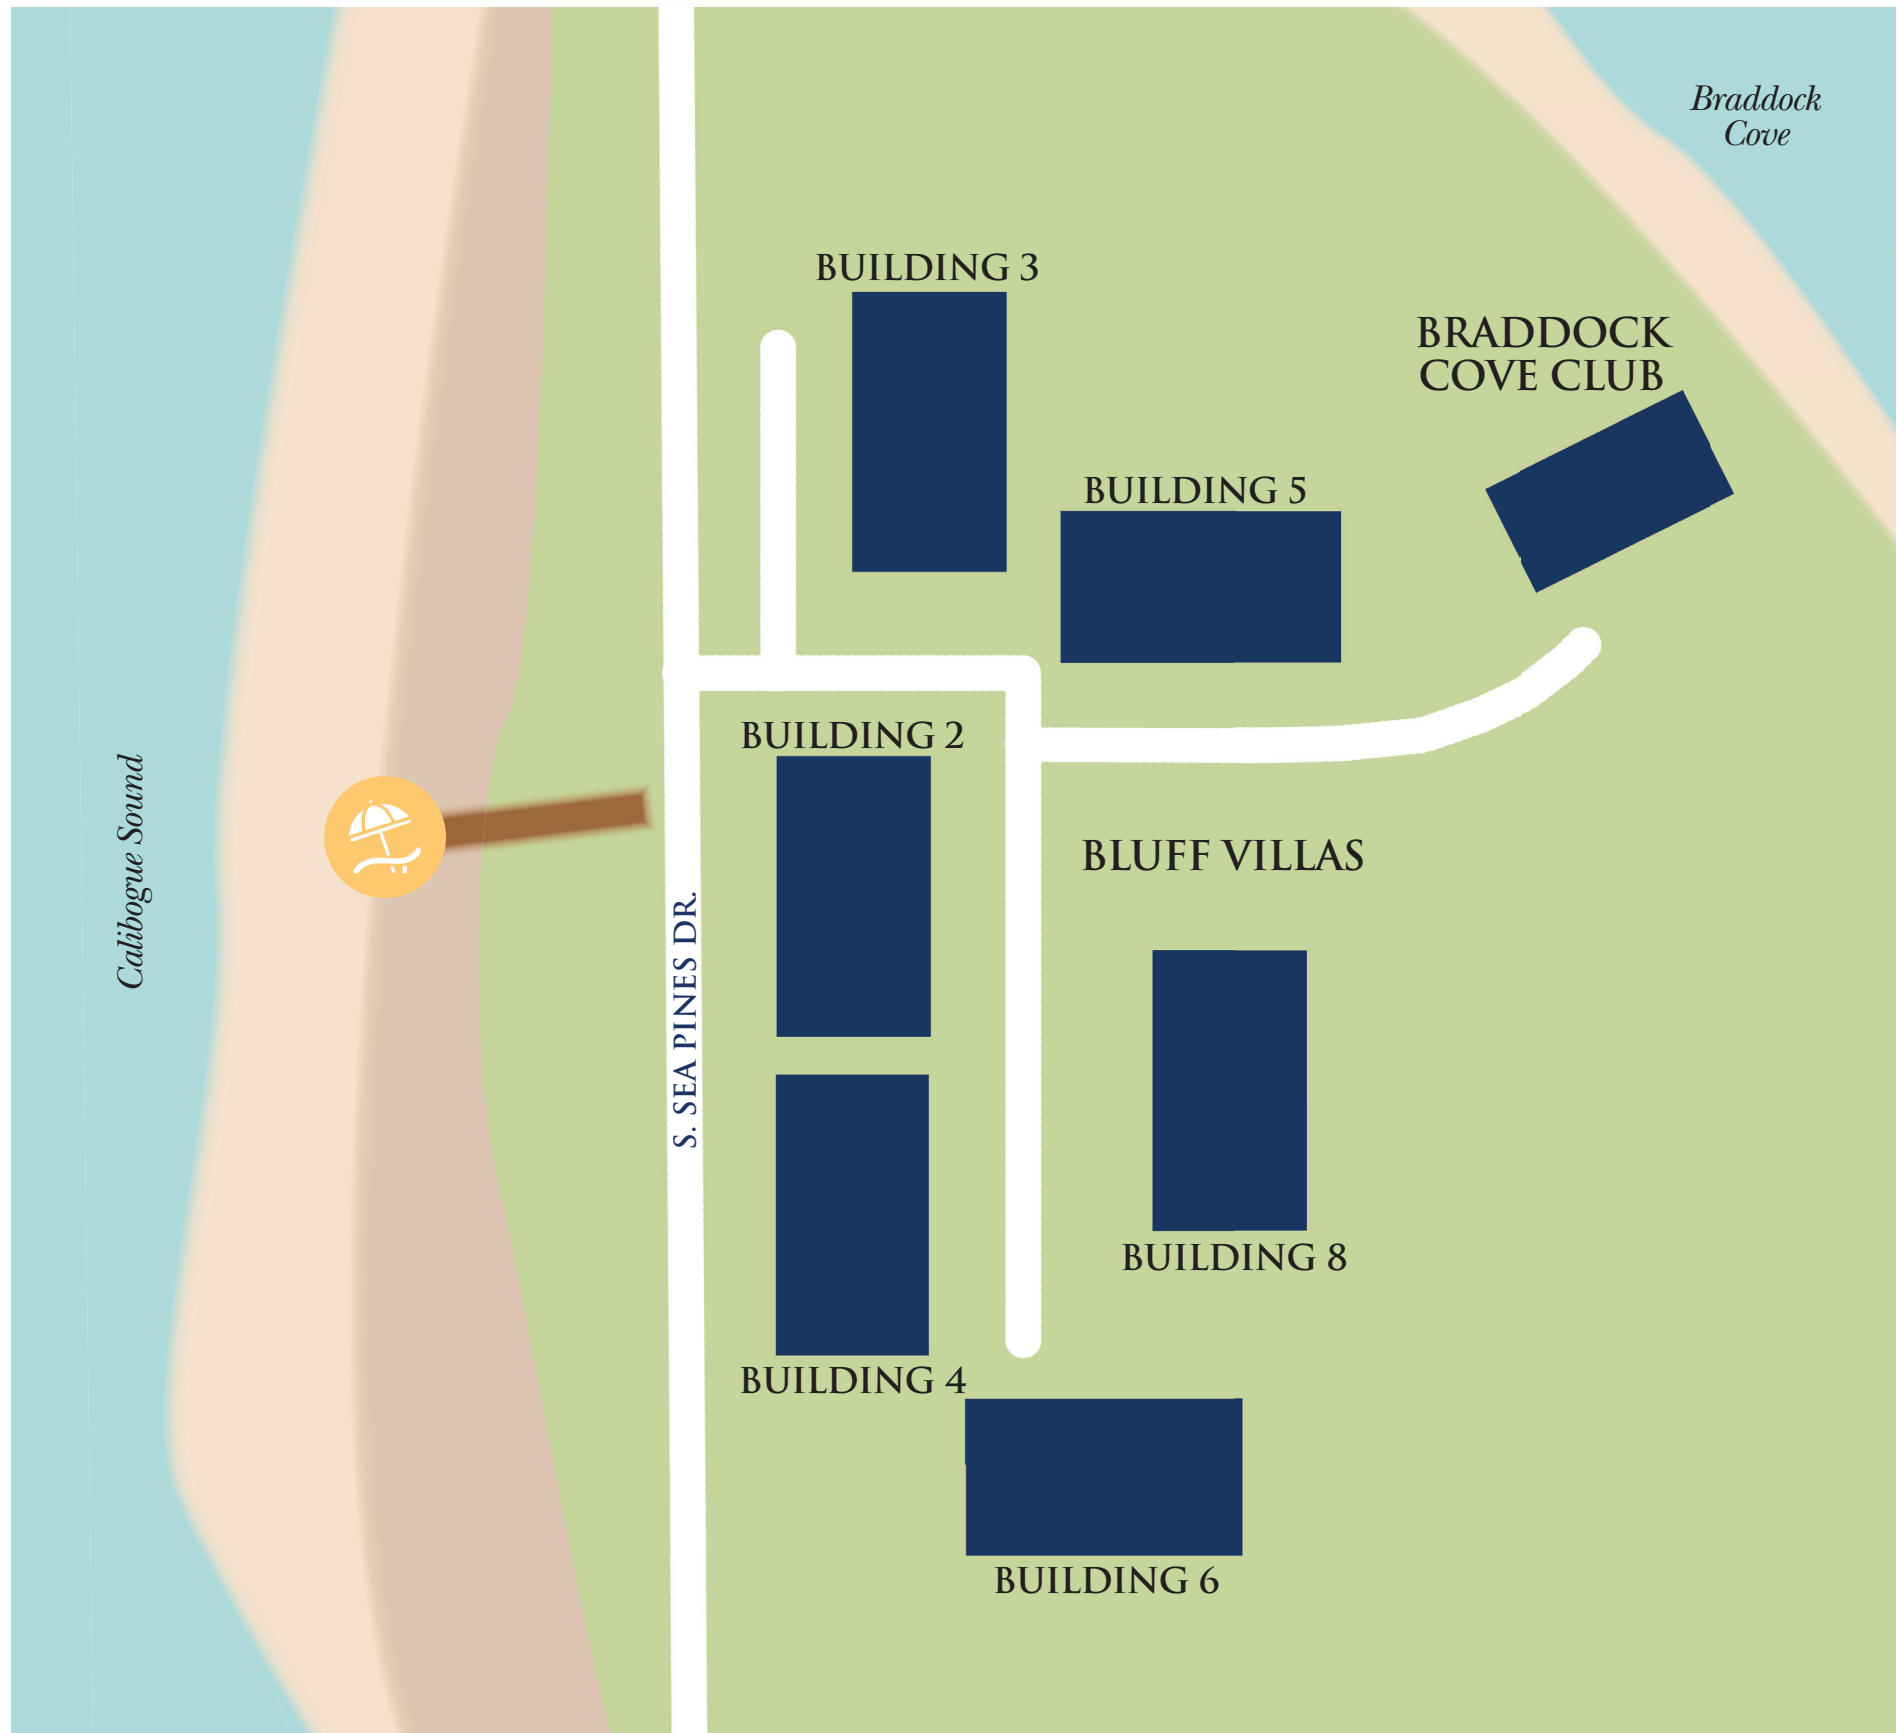 Braddock
Cove
BUILDING 3
BRADDOCK
COVE CLUB
BUILDING 5
BUILDING 2
Calibogue Sound
BLUFF VILLAS
S. SEA PINES DR.
BUILDING 8
BUILDING 4
BUILDING 6